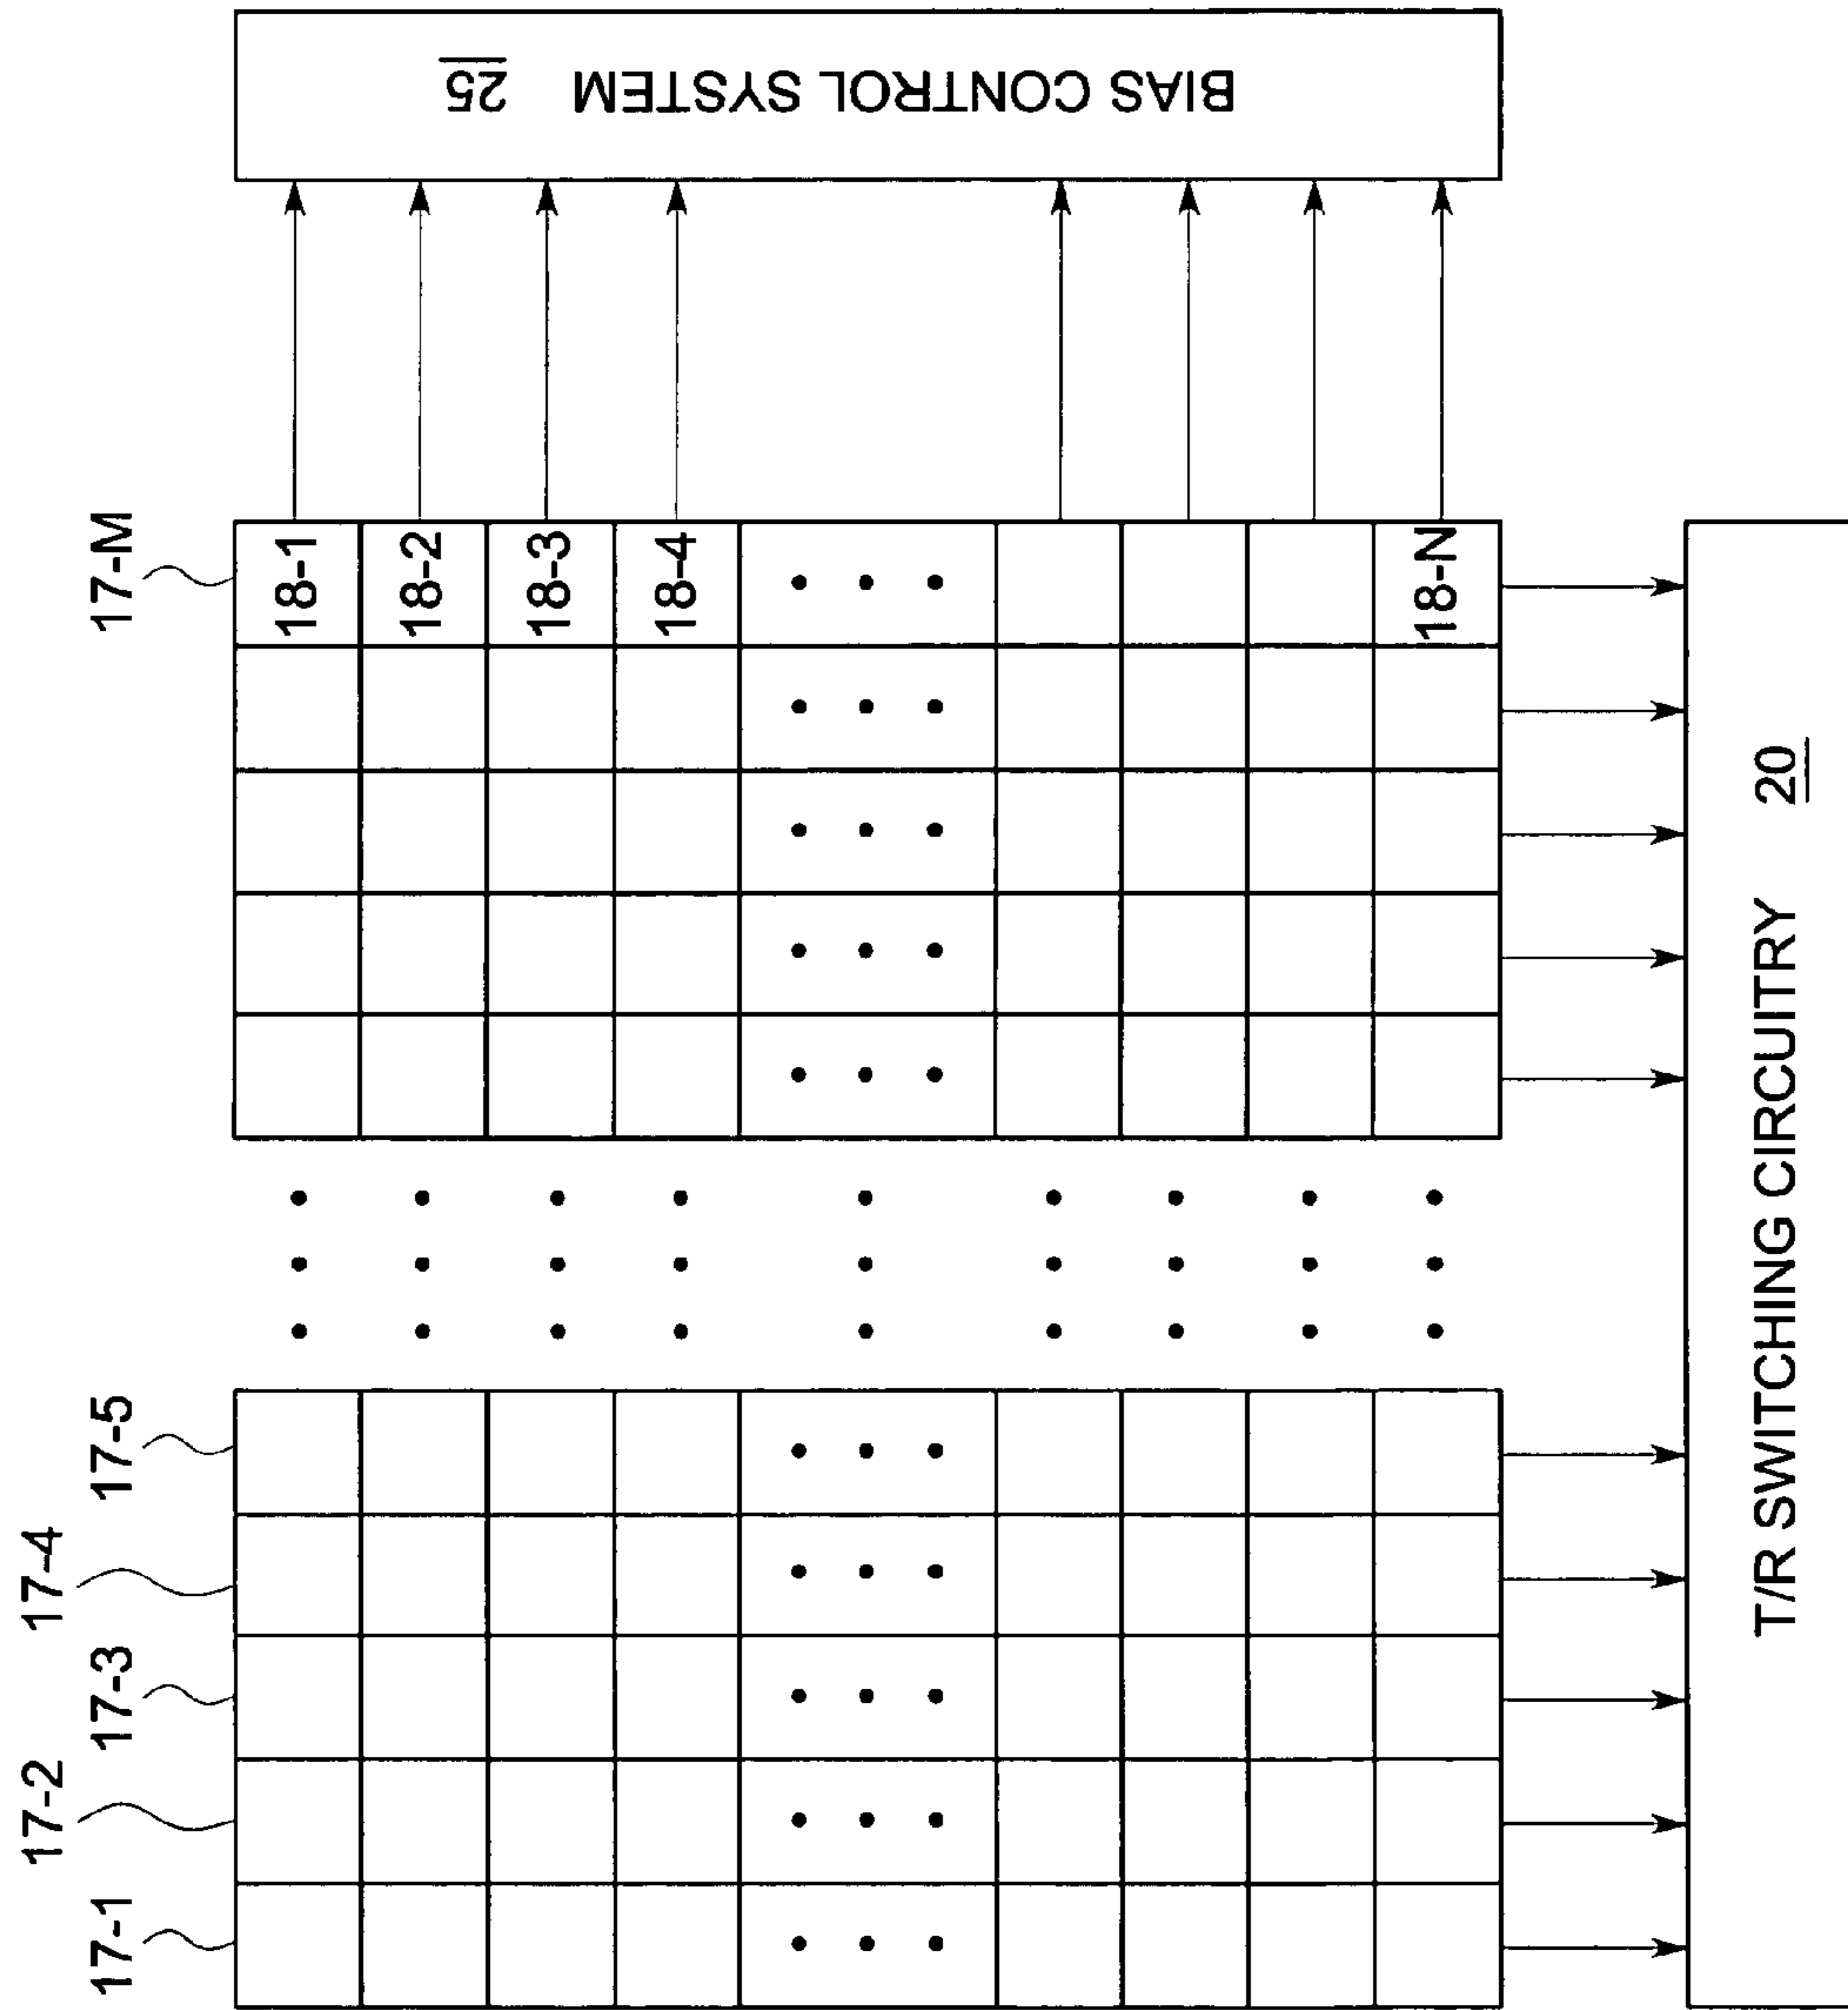 17-1
17-2
17-3
17-4
17-5
17-M
18-1
18-2
18-3
18-4
18-N
BIAS CONTROL SYSTEM 25
T/R SWITCHING CIRCUITRY 20